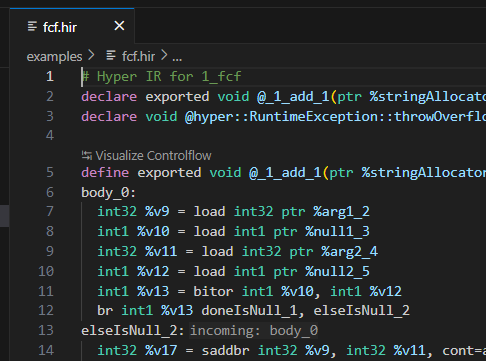 fcf.hir
examples > fcf.hir > ...
1 # Hyper IR for 1_fcf
2 declare exported void @_1_add_1(ptr %stringAllocator
3 declare void @hyper::RuntimeException::throwOverfl
4
Visualize Controlflow
5 define exported void @_1_add_1(ptr %stringAllocator
6 body_0:
7 int32 %v9 = load int32 ptr %arg1_2
8 int1 %v10 = load int1 ptr %null1_3
9 int32 %v11 = load int32 ptr %arg2_4
10 int1 %v12 = load int1 ptr %null2_5
11 int1 %v13 = bitor int1 %v10, int1 %v12
12 br int1 %v13 doneIsNull_1, elseIsNull_2
13 elseIsNull_2: incoming: body_0
14 int32 %v17 = saddbr int32 %v9, int32 %v11, cont=